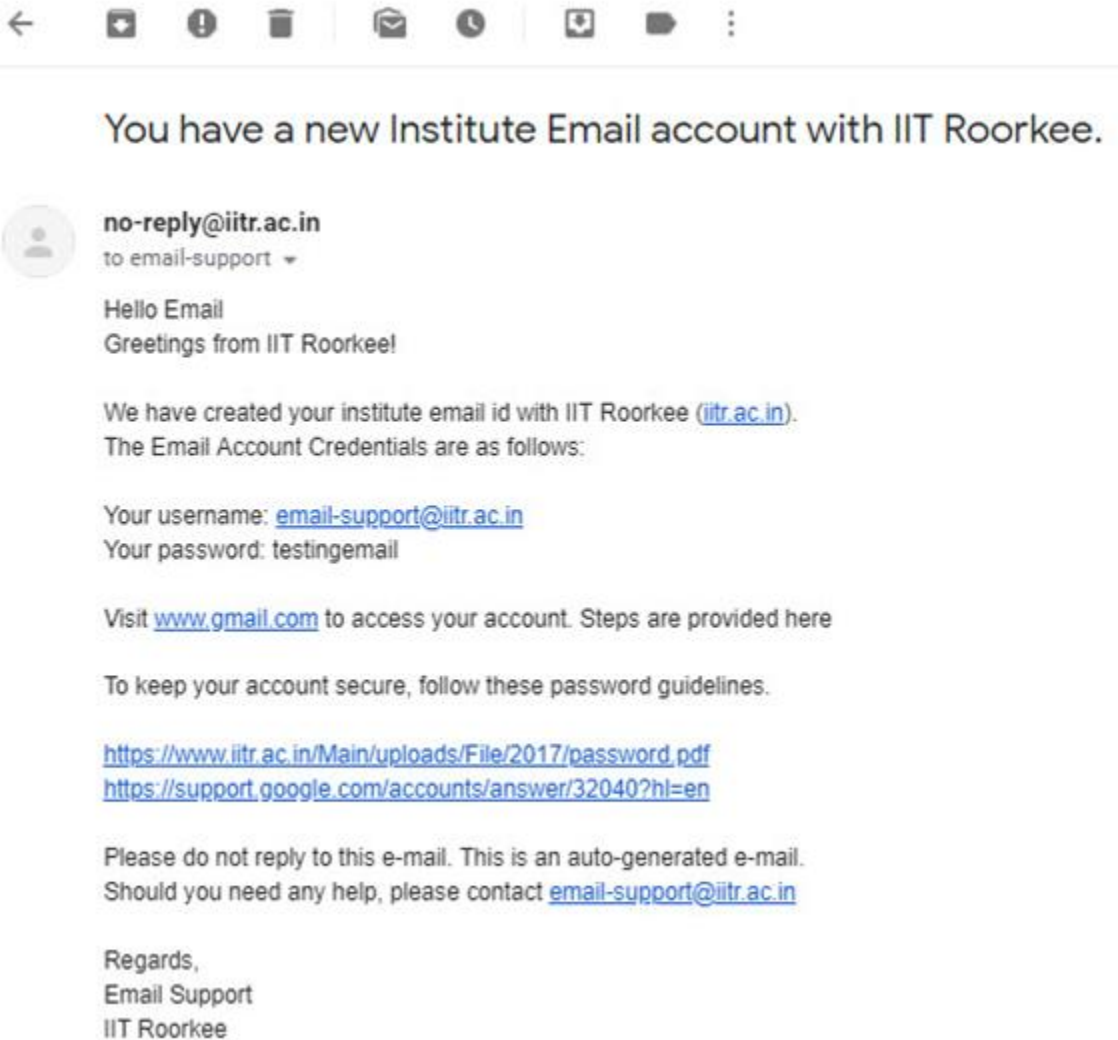 You have a new Institute Email account with IIT Roorkee.
no-reply@iitr.ac.in
to email-support
Hello Email
Greetings from IIT Roorkee!
We have created your institute email id with IIT Roorkee (iitr.ac.in).
The Email Account Credentials are as follows:
Your username: email-support@iitr.ac.in
Your password: testingemail
Visit www.gmail.com to access your account. Steps are provided here
To keep your account secure, follow these password guidelines.
https://www.iitr.ac.in/Main/uploads/File/2017/password.pdf
https://support.google.com/accounts/answer/32040?hl=en
Please do not reply to this e-mail. This is an auto-generated e-mail.
Should you need any help, please contact email-support@iitr.ac.in
Regards,
Email Support
IIT Roorkee